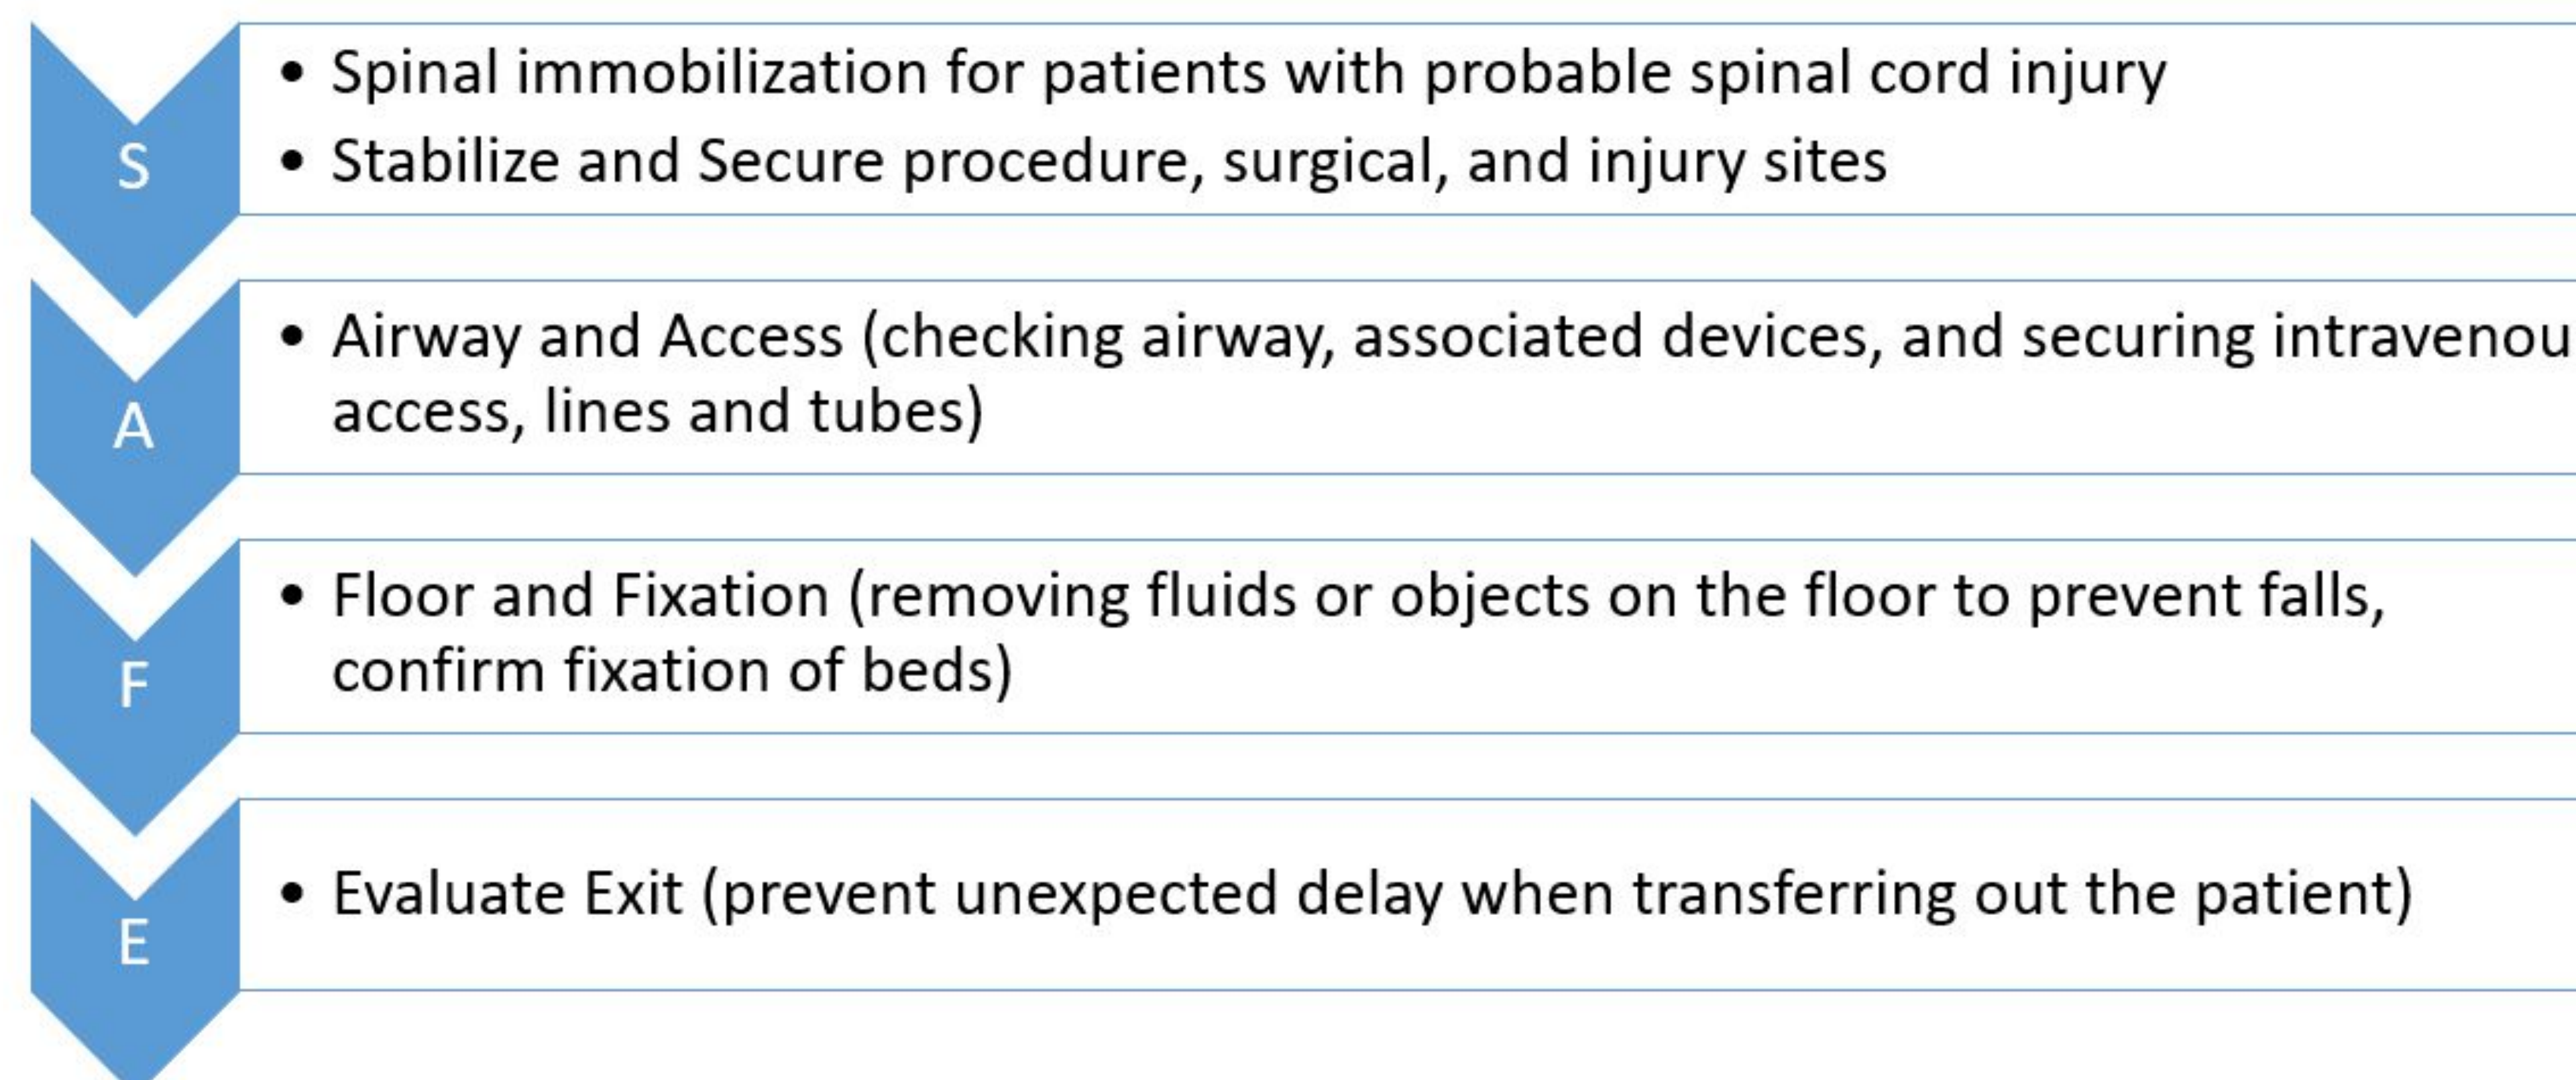 S
• Spinal immobilization for patients with probable spinal cord injury
• Stabilize and Secure procedure, surgical, and injury sites
A
• Airway and Access (checking airway, associated devices, and securing intravenou
access, lines and tubes)
F
• Floor and Fixation (removing fluids or objects on the floor to prevent falls,
confirm fixation of beds)
E
• Evaluate Exit (prevent unexpected delay when transferring out the patient)